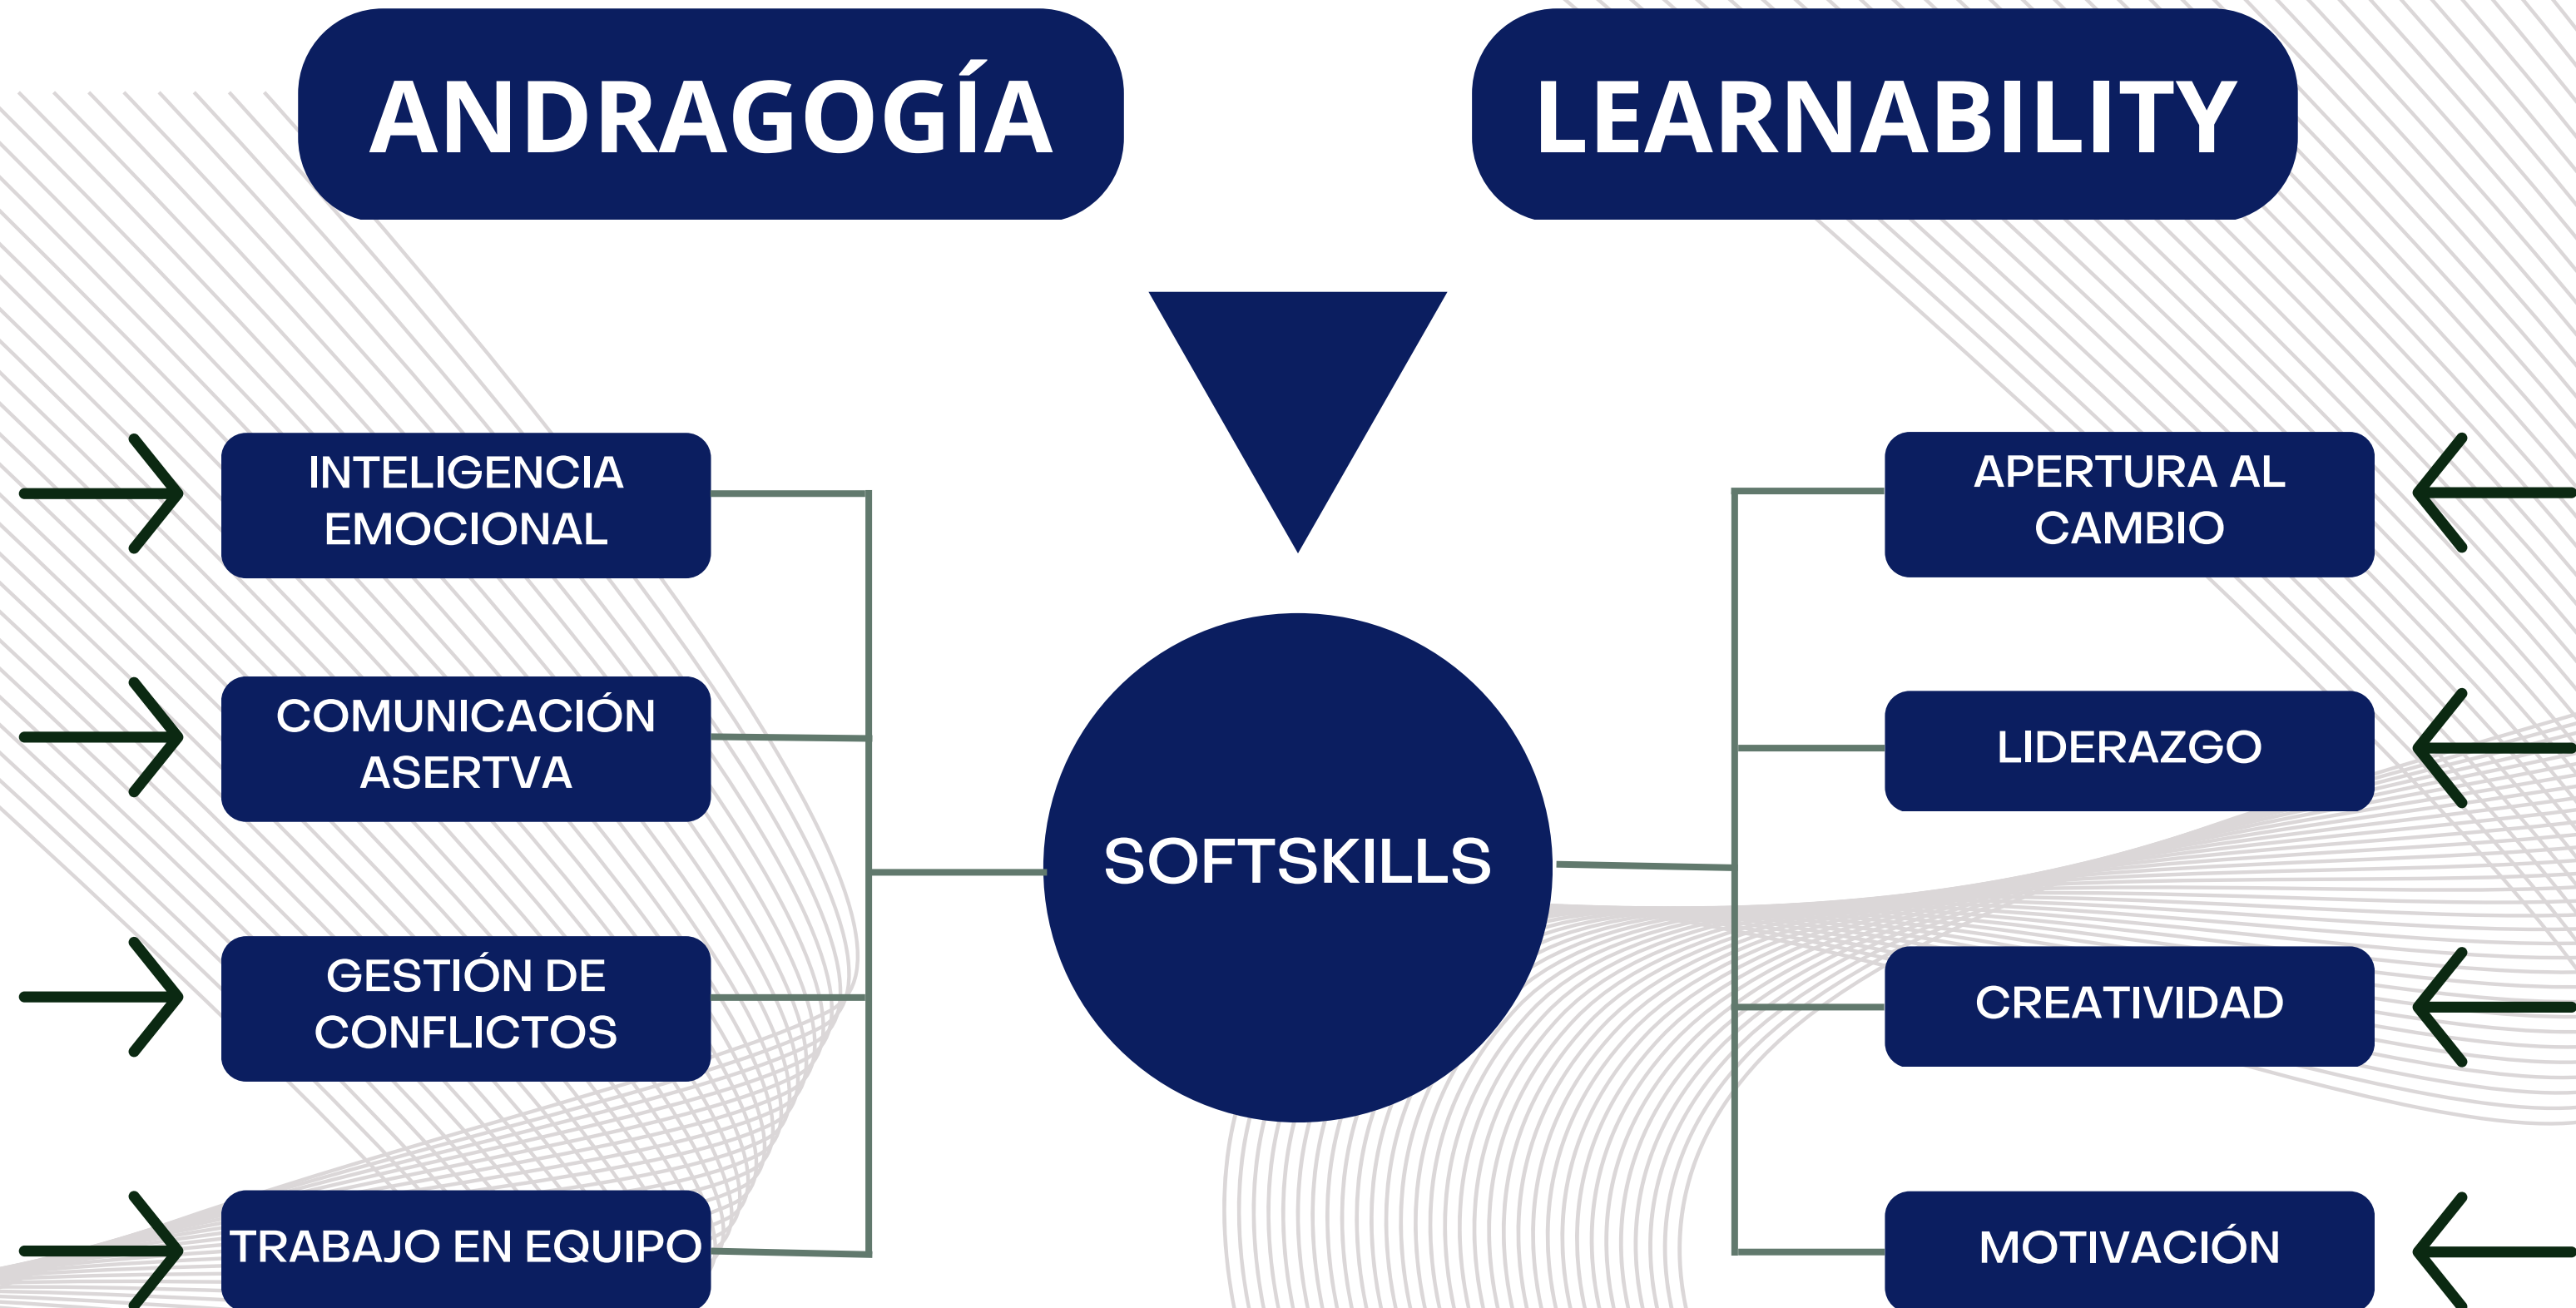 ANDRAGOGÍA
LEARNABILITY
INTELIGENCIA
EMOCIONAL
COMUNICACIÓN
ASERTVA
GESTIÓN DE
CONFLICTOS
TRABAJO EN EQUIPO
SOFTSKILLS
APERTURA AL
CAMBIO
LIDERAZGO
CREATIVIDAD
MOTIVACIÓN